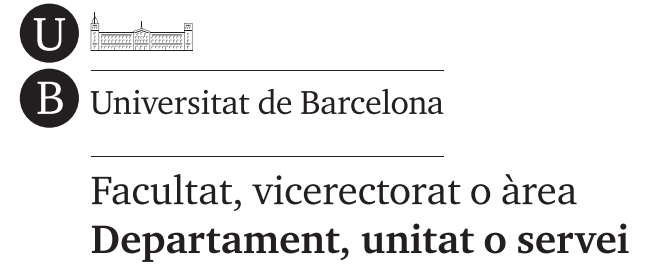 U
B
Universitat de Barcelona
Facultat, vicerectorat o àrea
Departament, unitat o servei